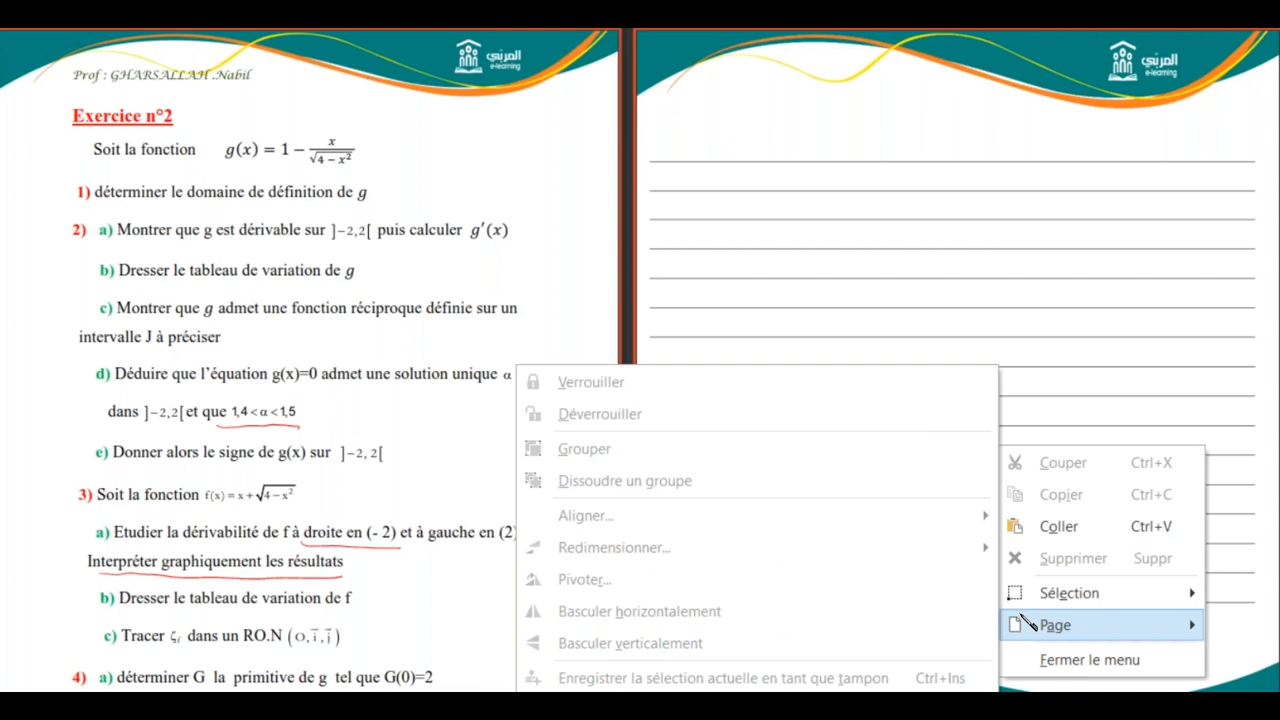 Prof : GHARSALLAH .Nabil
المربّي
e-learning
المربّي
e-learning
Exercice n°2
Soit la fonction g(x) = 1 − x/√(4 − x²)
1) déterminer le domaine de définition de g
2) a) Montrer que g est dérivable sur ]−2,2[ puis calculer g′(x)
b) Dresser le tableau de variation de g
c) Montrer que g admet une fonction réciproque définie sur un
intervalle J à préciser
d) Déduire que l’équation g(x)=0 admet une solution unique α
dans ]−2,2[ et que 1,4 < α < 1,5
e) Donner alors le signe de g(x) sur ]−2, 2[
3) Soit la fonction f(x) = x + √(4 − x²)
a) Etudier la dérivabilité de f à droite en (- 2) et à gauche en (2)
Interpréter graphiquement les résultats
b) Dresser le tableau de variation de f
c) Tracer ζf dans un RO.N (O, i, j)
4) a) déterminer G la primitive de g tel que G(0)=2
Verrouiller
Déverrouiller
Grouper
Dissoudre un groupe
Aligner...
Redimensionner...
Pivoter...
Basculer horizontalement
Basculer verticalement
Enregistrer la sélection actuelle en tant que tampon Ctrl+Ins
Couper Ctrl+X
Copier Ctrl+C
Coller Ctrl+V
Supprimer Suppr
Sélection
Page
Fermer le menu